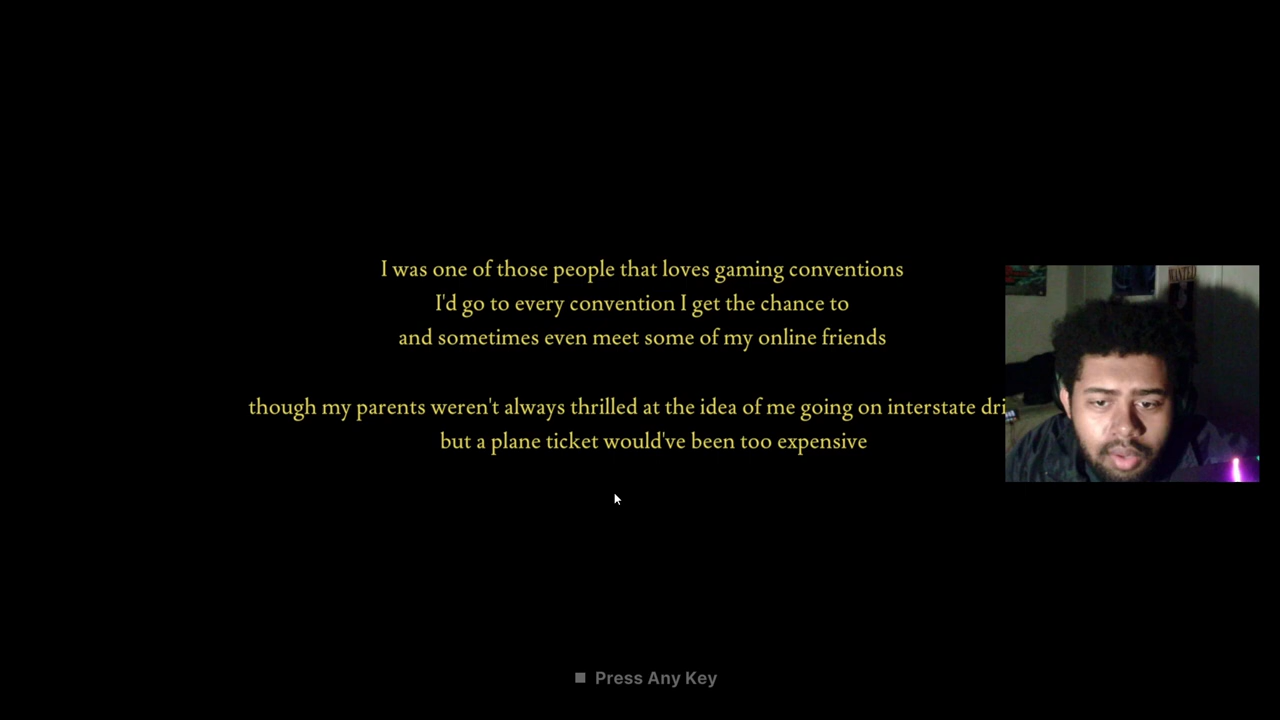 I was one of those people that loves gaming conventions
I'd go to every convention I get the chance to
and sometimes even meet some of my online friends
though my parents weren't always thrilled at the idea of me going on interstate dri
but a plane ticket would've been too expensive
WANTED
Press Any Key